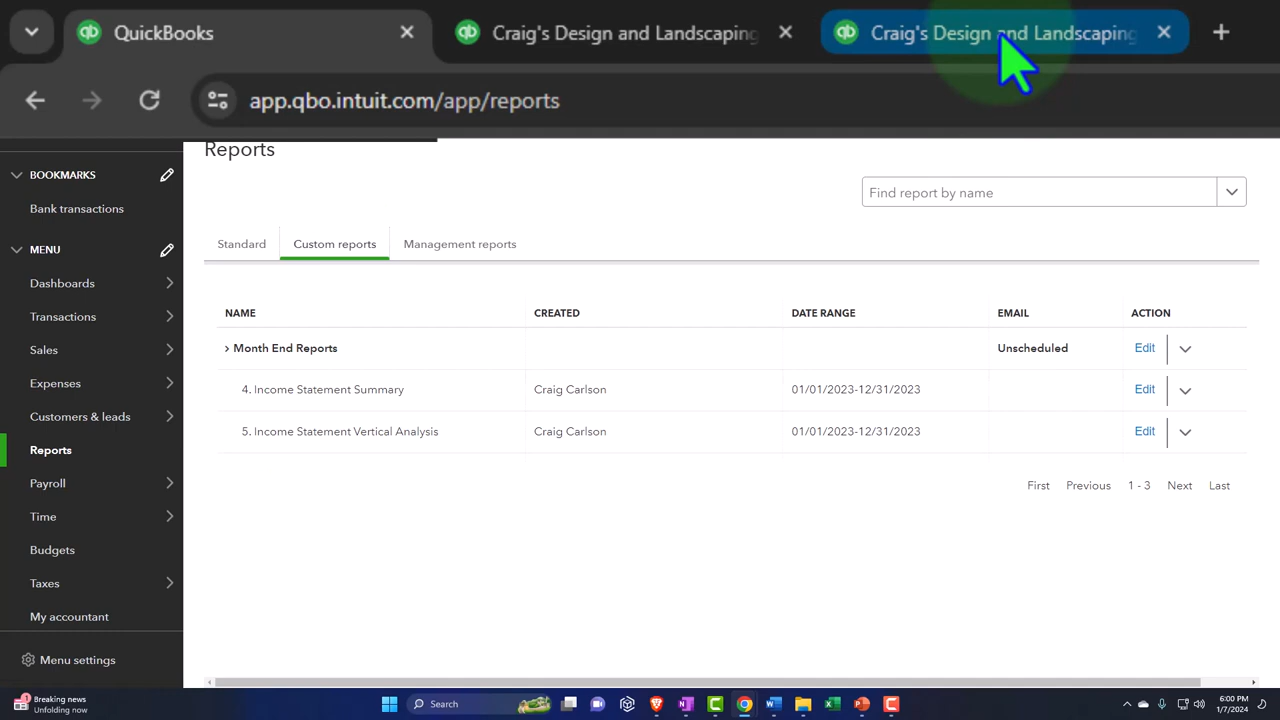 QuickBooks
Craig's Design and Landscaping
Craig's Design and Landscaping
app.qbo.intuit.com/app/reports
Reports
BOOKMARKS
Bank transactions
MENU
Dashboards
Transactions
Sales
Expenses
Customers & leads
Reports
Payroll
Time
Budgets
Taxes
My accountant
Menu settings
Find report by name
Standard Custom reports Management reports
NAME CREATED DATE RANGE EMAIL ACTION
Month End Reports Unscheduled Edit
4. Income Statement Summary Craig Carlson 01/01/2023-12/31/2023 Edit
5. Income Statement Vertical Analysis Craig Carlson 01/01/2023-12/31/2023 Edit
First Previous 1 - 3 Next Last
1
Breaking news
Unfolding now
Search
6:00 PM
1/7/2024